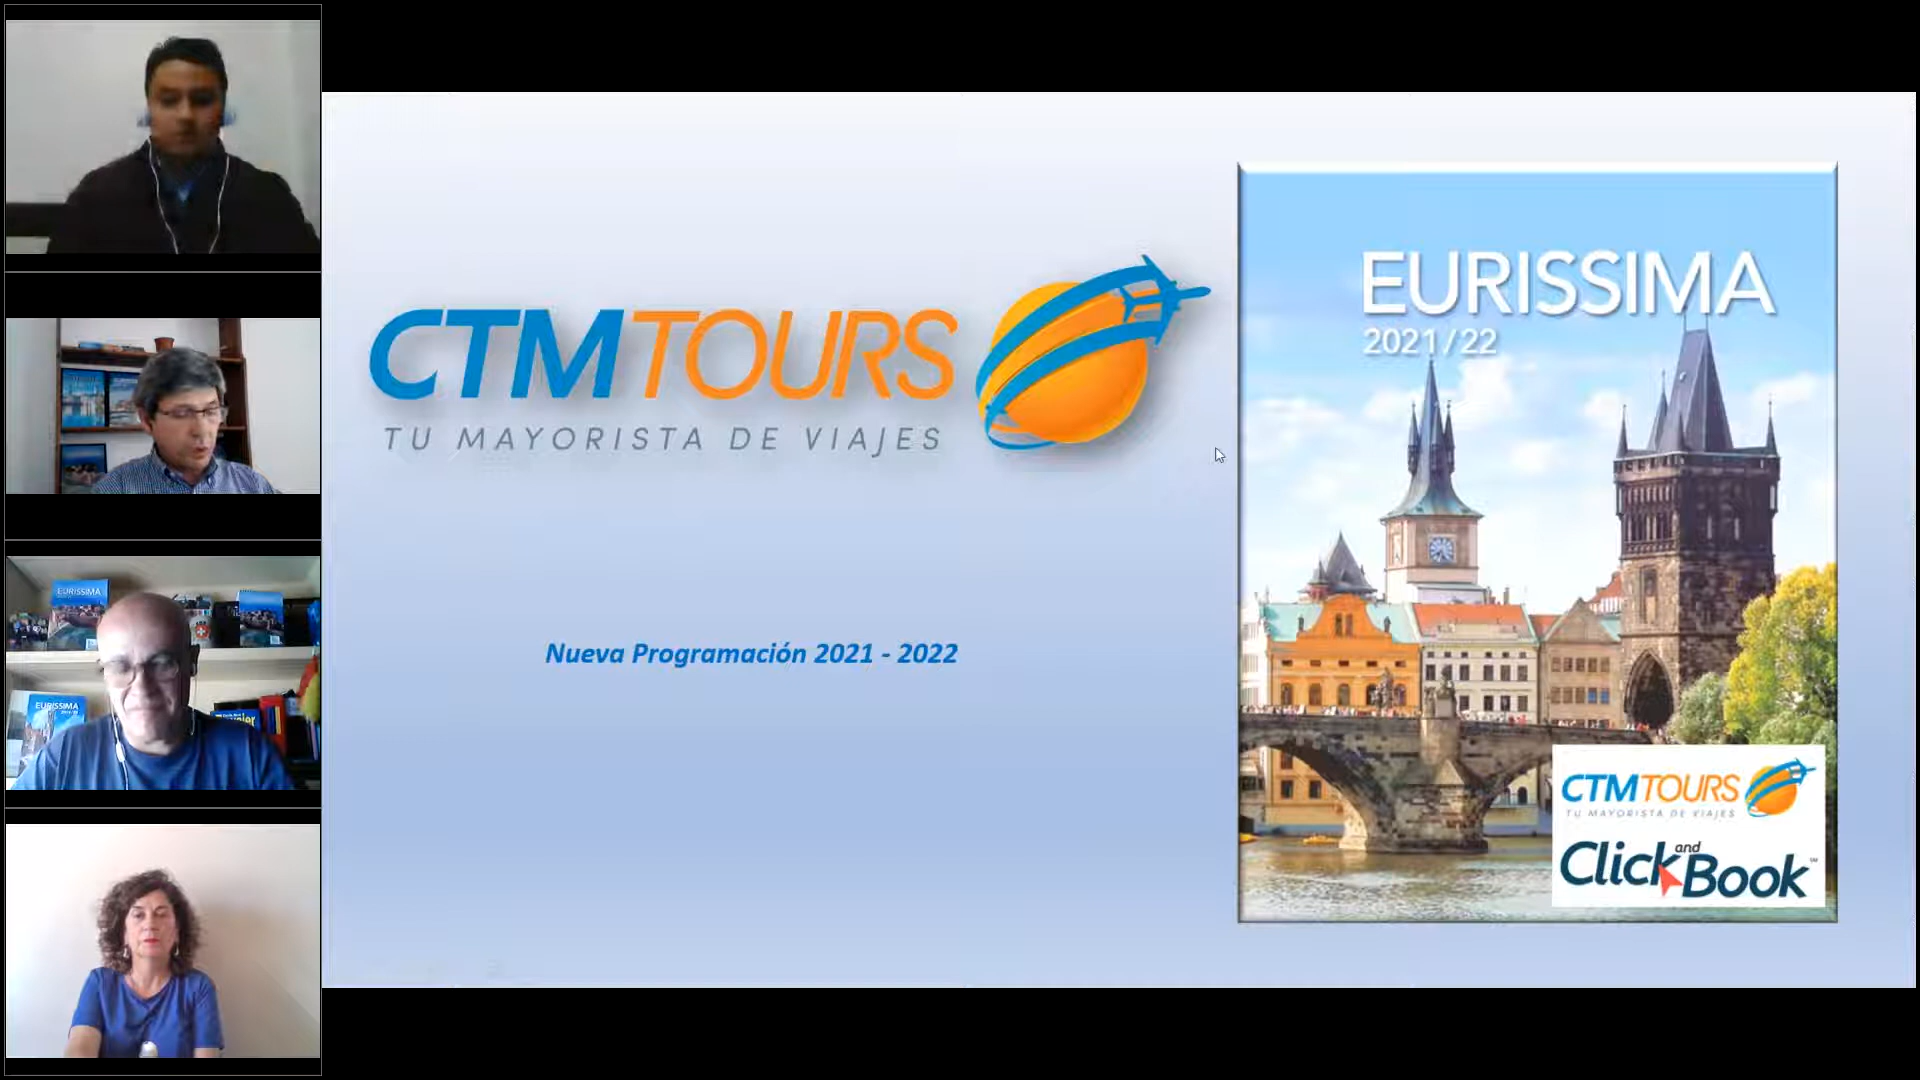 CTMTOURS
TU MAYORISTA DE VIAJES
Nueva Programación 2021 - 2022
EURISSIMA
2021/22
CTMTOURS
TU MAYORISTA DE VIAJES
Click and Book
EURISSIMA
EURISSIMA